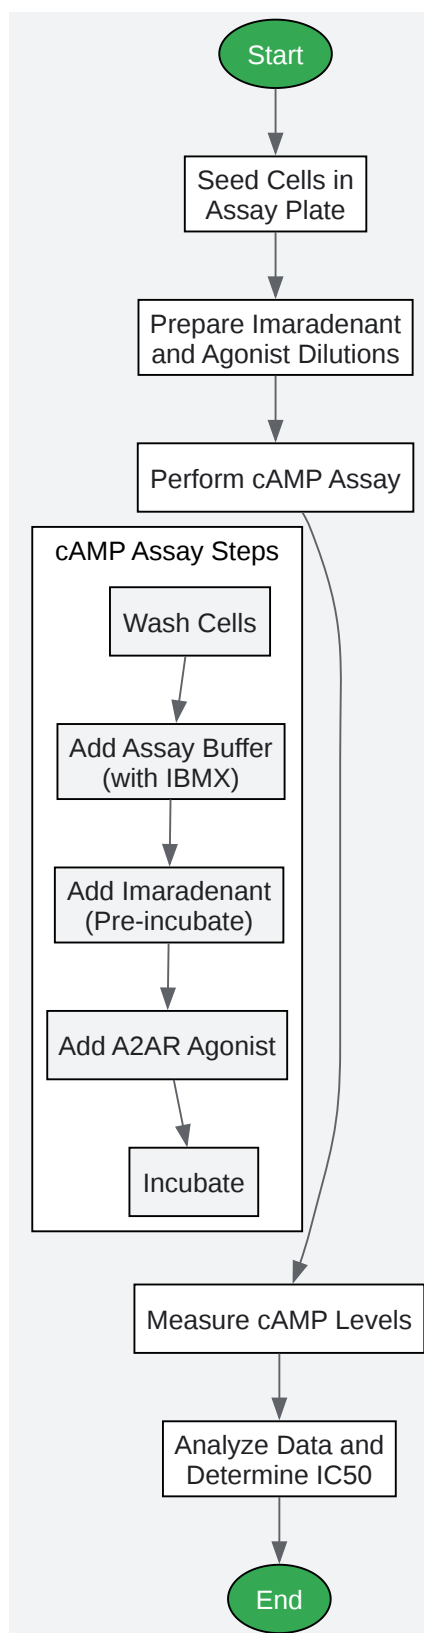 Start
Seed Cells in
Assay Plate
Prepare Imaradenant
and Agonist Dilutions
Perform cAMP Assay
cAMP Assay Steps
Wash Cells
Add Assay Buffer
(with IBMX)
Add Imaradenant
(Pre-incubate)
Add A2AR Agonist
Incubate
Measure cAMP Levels
Analyze Data and
Determine IC50
End